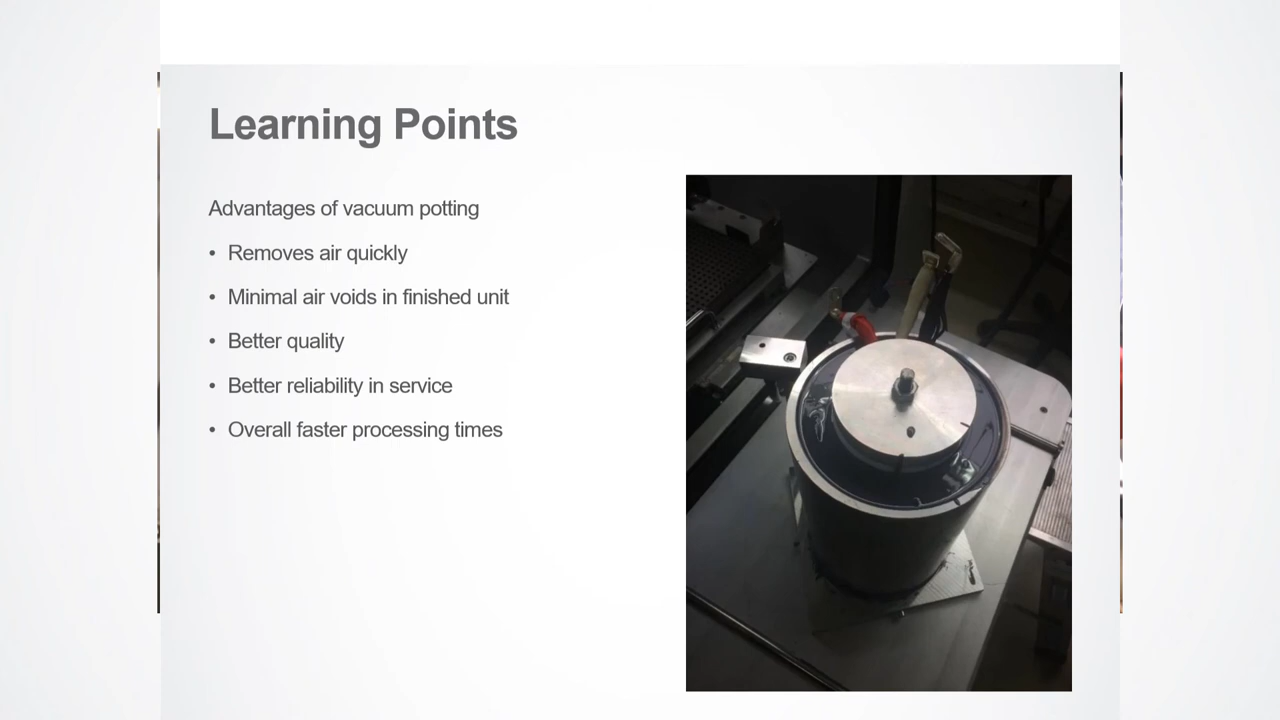 Learning Points
Advantages of vacuum potting
• Removes air quickly
• Minimal air voids in finished unit
• Better quality
• Better reliability in service
• Overall faster processing times